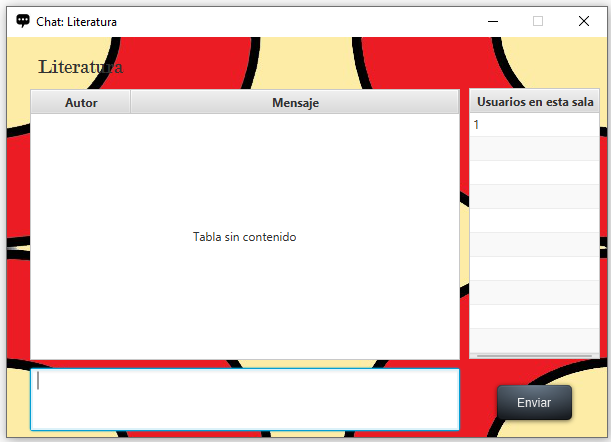 Chat: Literatura
Literatura
Autor Mensaje
Usuarios en esta sala
1
Tabla sin contenido
Enviar